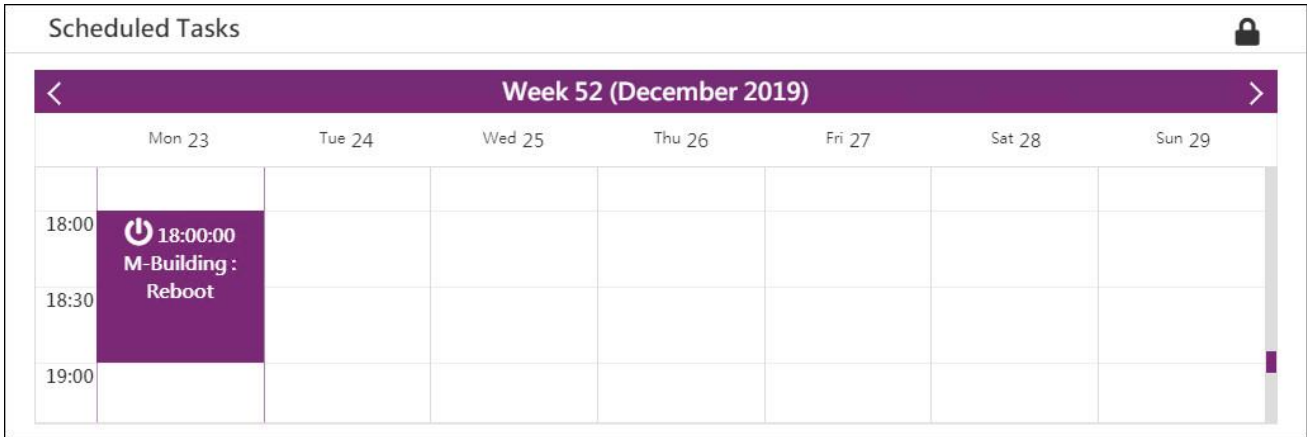 Scheduled Tasks
Week 52 (December 2019)
Mon 23 Tue 24 Wed 25 Thu 26 Fri 27 Sat 28 Sun 29
18:00
18:00:00
M-Building :
Reboot
18:30
19:00